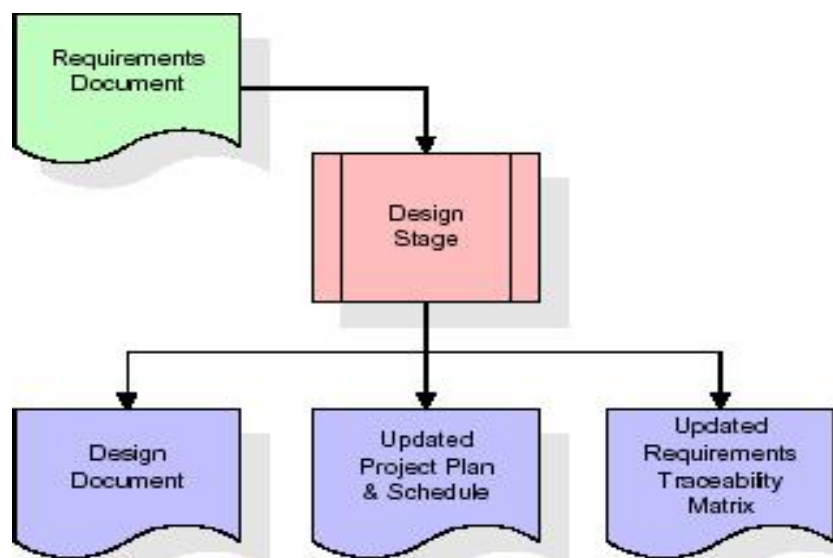 Requirements
Document
Design
Stage
Design
Document
Updated
Project Plan
& Schedule
Updated
Requirements
Traceability
Matrix